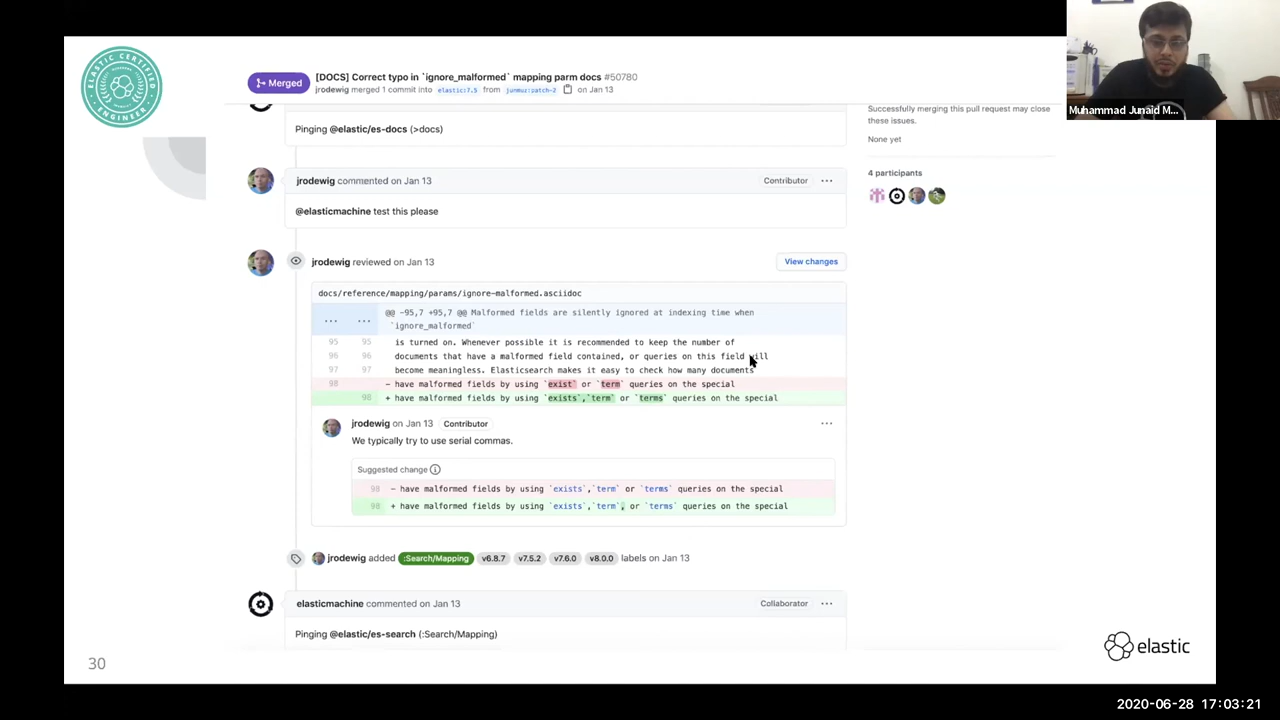 ELASTIC CERTIFIED
ENGINEER
Merged
[DOCS] Correct typo in `ignore_malformed` mapping parm docs #50780
jrodewig merged 1 commit into elastic:7.5 from junmuz:patch-2 on Jan 13
Pinging @elastic/es-docs (>docs)
Successfully merging this pull request may close
these issues.
None yet
4 participants
Muhammad Junaid M...
jrodewig commented on Jan 13
Contributor
@elasticmachine test this please
jrodewig reviewed on Jan 13
View changes
docs/reference/mapping/params/ignore-malformed.asciidoc
... ... @@ -95,7 +95,7 @@ Malformed fields are silently ignored at indexing time when
`ignore_malformed`
95 95 is turned on. Whenever possible it is recommended to keep the number of
96 96 documents that have a malformed field contained, or queries on this field will
97 97 become meaningless. Elasticsearch makes it easy to check how many documents
98 - have malformed fields by using `exist` or `term` queries on the special
98 + have malformed fields by using `exists`,`term` or `terms` queries on the special
jrodewig on Jan 13 Contributor
We typically try to use serial commas.
Suggested change
98 - have malformed fields by using `exists`,`term` or `terms` queries on the special
98 + have malformed fields by using `exists`,`term`, or `terms` queries on the special
jrodewig added :Search/Mapping v6.8.7 v7.5.2 v7.6.0 v8.0.0 labels on Jan 13
elasticmachine commented on Jan 13
Collaborator
Pinging @elastic/es-search (:Search/Mapping)
elastic
30
2020-06-28 17:03:21